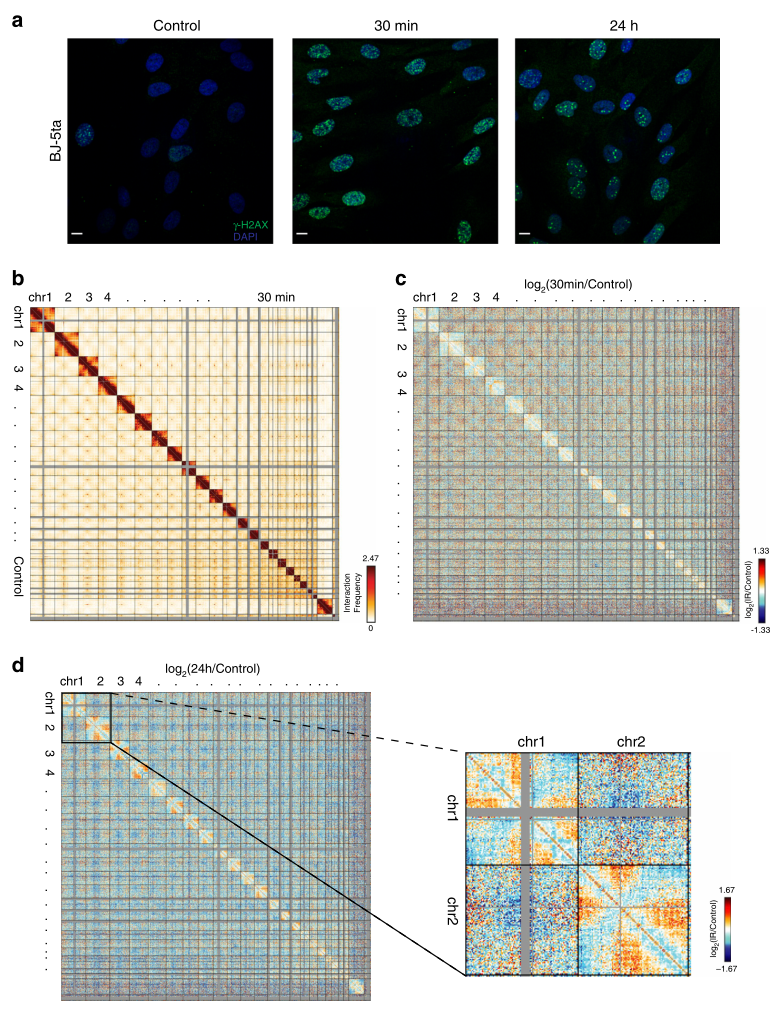 a
Control
30 min
24 h
BJ-5ta
γ-H2AX
DAPI
b
chr1 2 3 4 . . . . . 30 min
chr1
2
3
4
.
.
.
.
.
.
.
Control
2.47
Interaction
Frequency
0
c
log2(30min/Control)
chr1 2 3 4 . . . . . . . . . . . .
chr1
2
3
4
.
.
.
.
.
.
.
.
.
.
1.33
log2(IR/Control)
-1.33
d
log2(24h/Control)
chr1 2 3 4 . . . . . . . . . . . .
chr1
2
3
4
.
.
.
.
.
.
.
.
.
.
chr1 chr2
chr1
chr2
1.67
log2(IR/Control)
−1.67